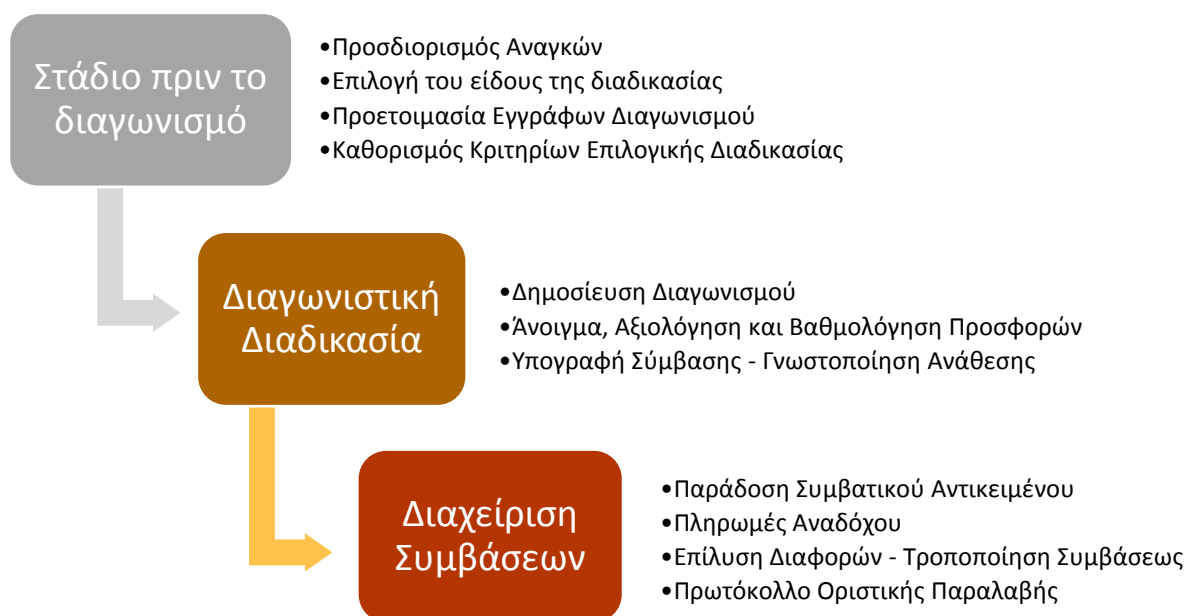 Στάδιο πριν το
διαγωνισμό
•Προσδιορισμός Αναγκών
•Επιλογή του είδους της διαδικασίας
•Προετοιμασία Εγγράφων Διαγωνισμού
•Καθορισμός Κριτηρίων Επιλογικής Διαδικασίας
Διαγωνιστική
Διαδικασία
•Δημοσίευση Διαγωνισμού
•Άνοιγμα, Αξιολόγηση και Βαθμολόγηση Προσφορών
•Υπογραφή Σύμβασης - Γνωστοποίηση Ανάθεσης
Διαχείριση
Συμβάσεων
•Παράδοση Συμβατικού Αντικειμένου
•Πληρωμές Αναδόχου
•Επίλυση Διαφορών - Τροποποίηση Συμβάσεως
•Πρωτόκολλο Οριστικής Παραλαβής